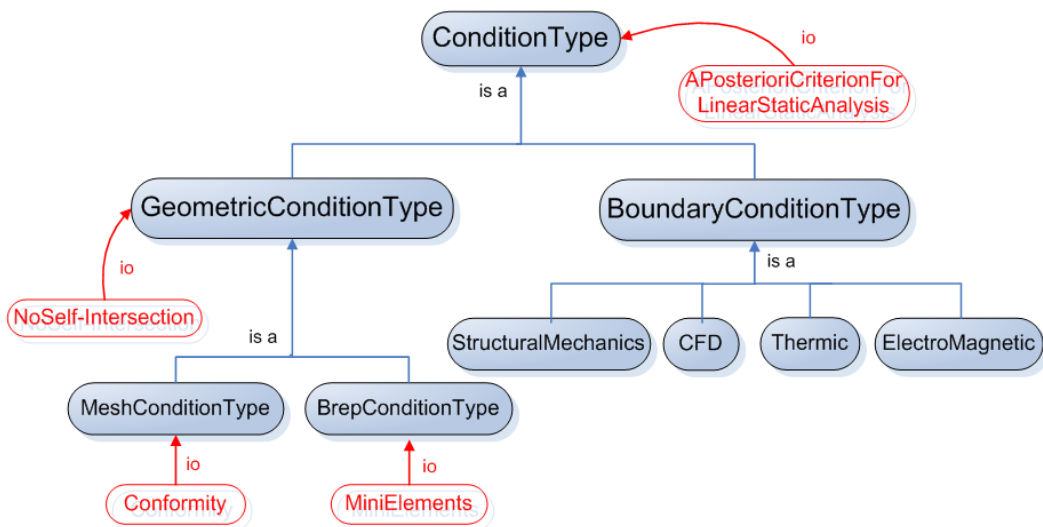 ConditionType
io
APosterioriCriterionFor
LinearStaticAnalysis
is a
GeometricConditionType
BoundaryConditionType
io
is a
NoSelf-Intersection
is a
StructuralMechanics
CFD
Thermic
ElectroMagnetic
MeshConditionType
BrepConditionType
io
io
Conformity
MiniElements